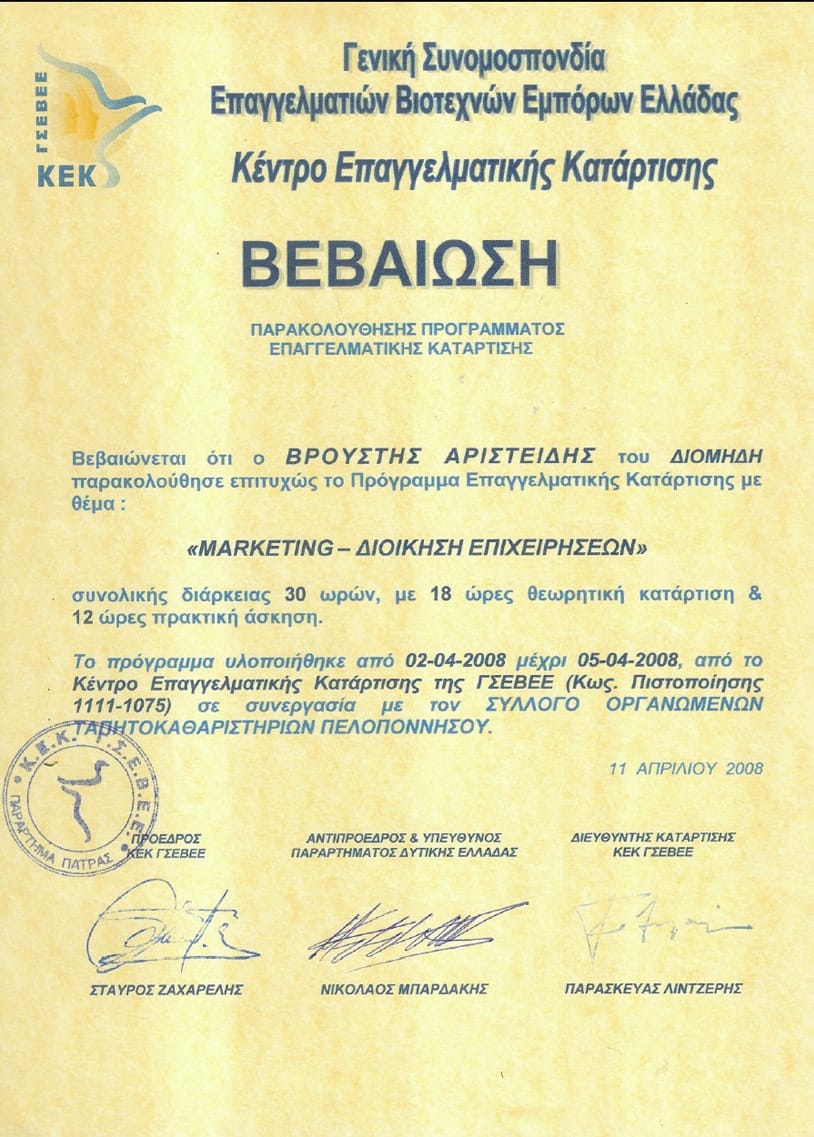 Γενική Συνομοσπονδία
Επαγγελματιών Βιοτεχνών Εμπόρων Ελλάδας
Κέντρο Επαγγελματικής Κατάρτισης
ΓΣΕΒΕΕ
ΚΕΚ
ΒΕΒΑΙΩΣΗ
ΠΑΡΑΚΟΛΟΥΘΗΣΗΣ ΠΡΟΓΡΑΜΜΑΤΟΣ
ΕΠΑΓΓΕΛΜΑΤΙΚΗΣ ΚΑΤΑΡΤΙΣΗΣ
Βεβαιώνεται ότι ο ΒΡΟΥΣΤΗΣ ΑΡΙΣΤΕΙΔΗΣ του ΔΙΟΜΗΔΗ
παρακολούθησε επιτυχώς το Πρόγραμμα Επαγγελματικής Κατάρτισης με
θέμα :
«MARKETING – ΔΙΟΙΚΗΣΗ ΕΠΙΧΕΙΡΗΣΕΩΝ»
συνολικής διάρκειας 30 ωρών, με 18 ώρες θεωρητική κατάρτιση &
12 ώρες πρακτική άσκηση.
Το πρόγραμμα υλοποιήθηκε από 02-04-2008 μέχρι 05-04-2008, από το
Κέντρο Επαγγελματικής Κατάρτισης της ΓΣΕΒΕΕ (Κως. Πιστοποίησης
1111-1075) σε συνεργασία με τον ΣΥΛΛΟΓΟ ΟΡΓΑΝΩΜΕΝΩΝ
ΤΑΠΗΤΟΚΑΘΑΡΙΣΤΗΡΙΩΝ ΠΕΛΟΠΟΝΝΗΣΟΥ.
11 ΑΠΡΙΛΙΟΥ 2008
Κ.Ε.Κ. Γ.Σ.Ε.Β.Ε.Ε.
ΠΑΡΑΡΤΗΜΑ ΠΑΤΡΑΣ
ΠΡΟΕΔΡΟΣ
ΚΕΚ ΓΣΕΒΕΕ
ΑΝΤΙΠΡΟΕΔΡΟΣ & ΥΠΕΥΘΥΝΟΣ
ΠΑΡΑΡΤΗΜΑΤΟΣ ΔΥΤΙΚΗΣ ΕΛΛΑΔΑΣ
ΔΙΕΥΘΥΝΤΗΣ ΚΑΤΑΡΤΙΣΗΣ
ΚΕΚ ΓΣΕΒΕΕ
ΣΤΑΥΡΟΣ ΖΑΧΑΡΕΛΗΣ
ΝΙΚΟΛΑΟΣ ΜΠΑΡΔΑΚΗΣ
ΠΑΡΑΣΚΕΥΑΣ ΛΙΝΤΖΕΡΗΣ